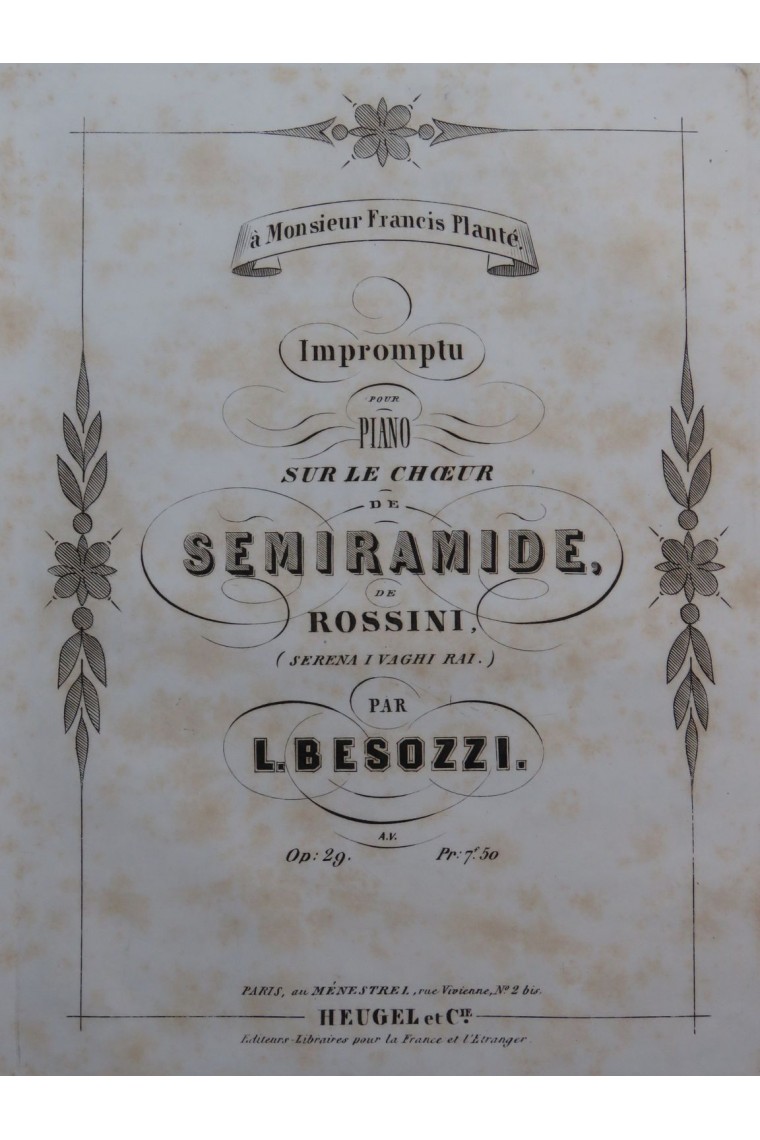 à Monsieur Francis Planté.
Impromptu
POUR
PIANO
SUR LE CHŒUR
DE
SEMIRAMIDE,
DE
ROSSINI,
( SERENA I VAGHI RAI. )
PAR
L. BESOZZI.
A.V.
Op: 29. Pr: 7f. 50
PARIS, au MÉNESTREL, rue Vivienne, No 2 bis.
HEUGEL et CIE.
Editeurs-Libraires pour la France et l'Etranger.